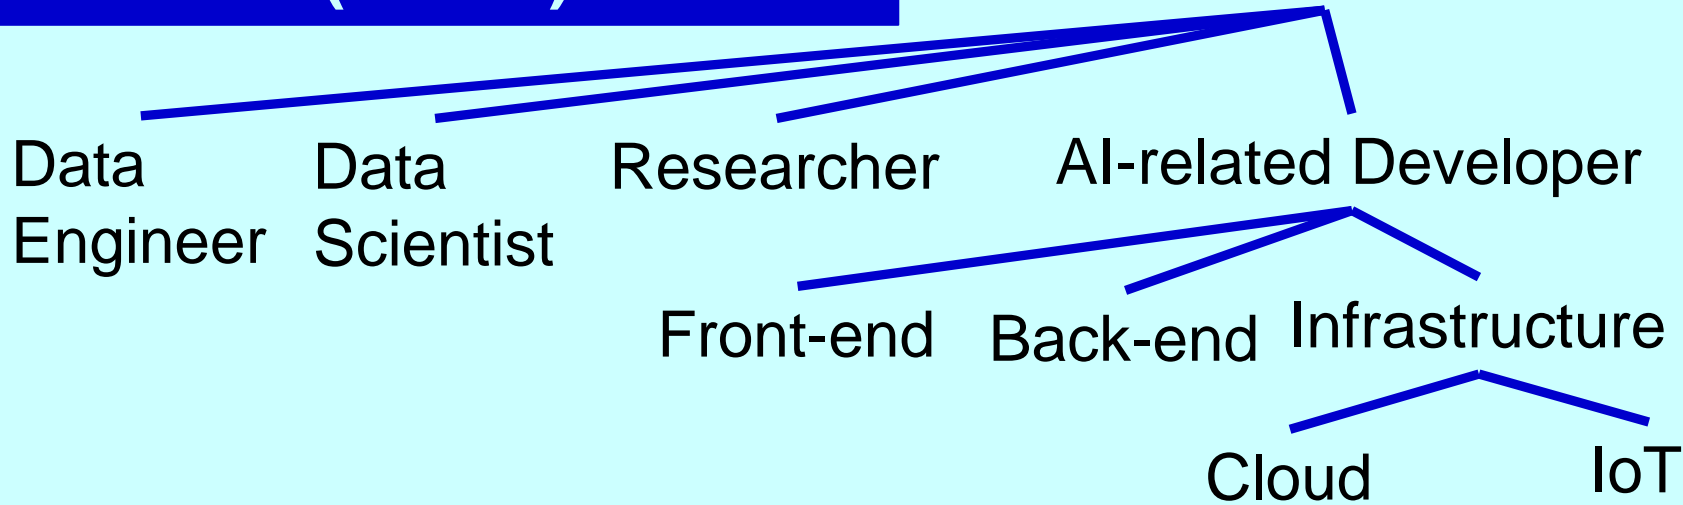 Data
Engineer
Data
Scientist
Researcher
AI-related Developer
Front-end
Back-end
Infrastructure
Cloud
IoT